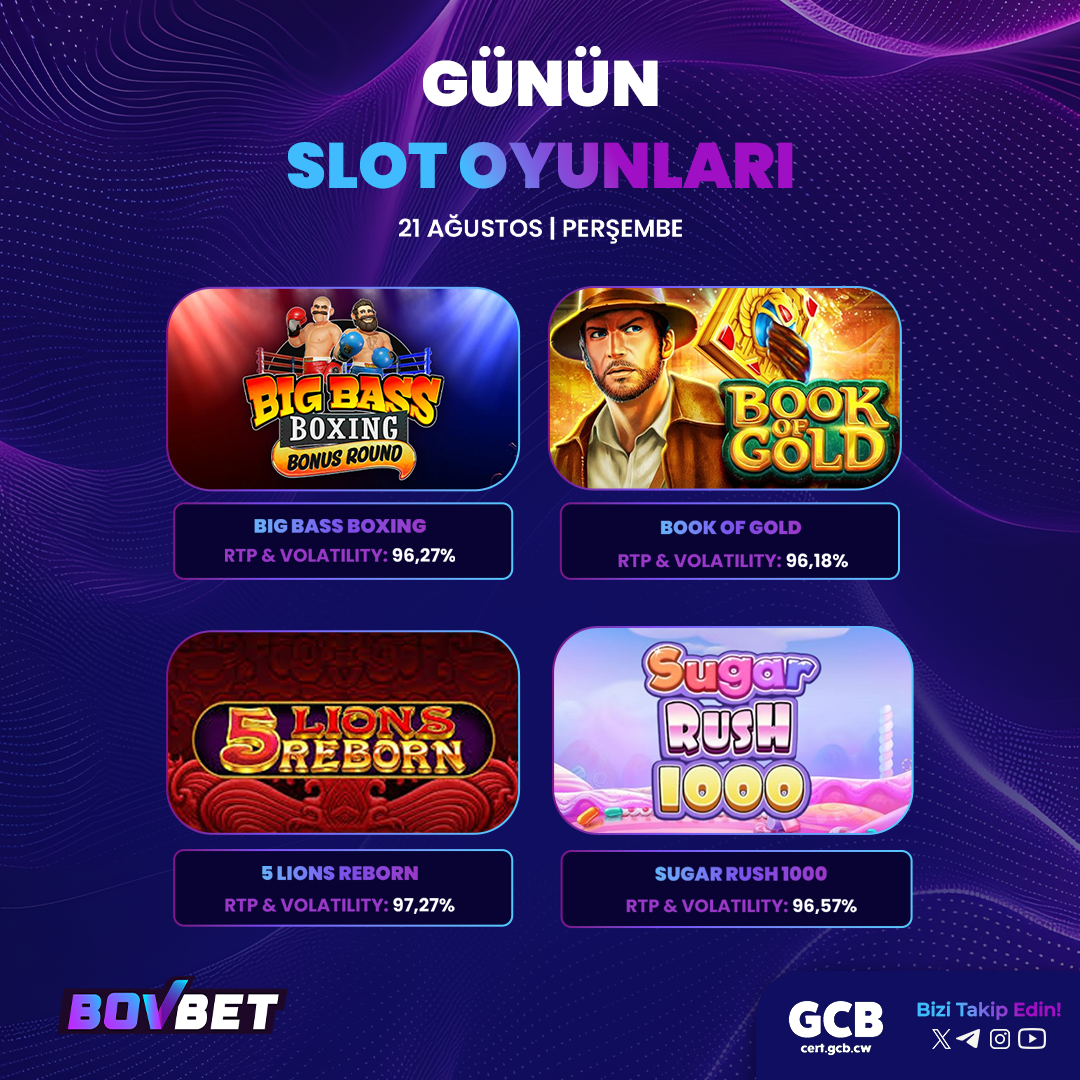 GÜNÜN
SLOT OYUNLARI
21 AĞUSTOS | PERŞEMBE
BIG BASS
BOXING
BONUS ROUND
BOOK
OF
GOLD
BIG BASS BOXING
RTP & VOLATILITY: 96,27%
BOOK OF GOLD
RTP & VOLATILITY: 96,18%
5 LIONS
REBORN
Sugar
RUSH
1000
5 LIONS REBORN
RTP & VOLATILITY: 97,27%
SUGAR RUSH 1000
RTP & VOLATILITY: 96,57%
BOVBET
GCB
cert.gcb.cw
Bizi Takip Edin!